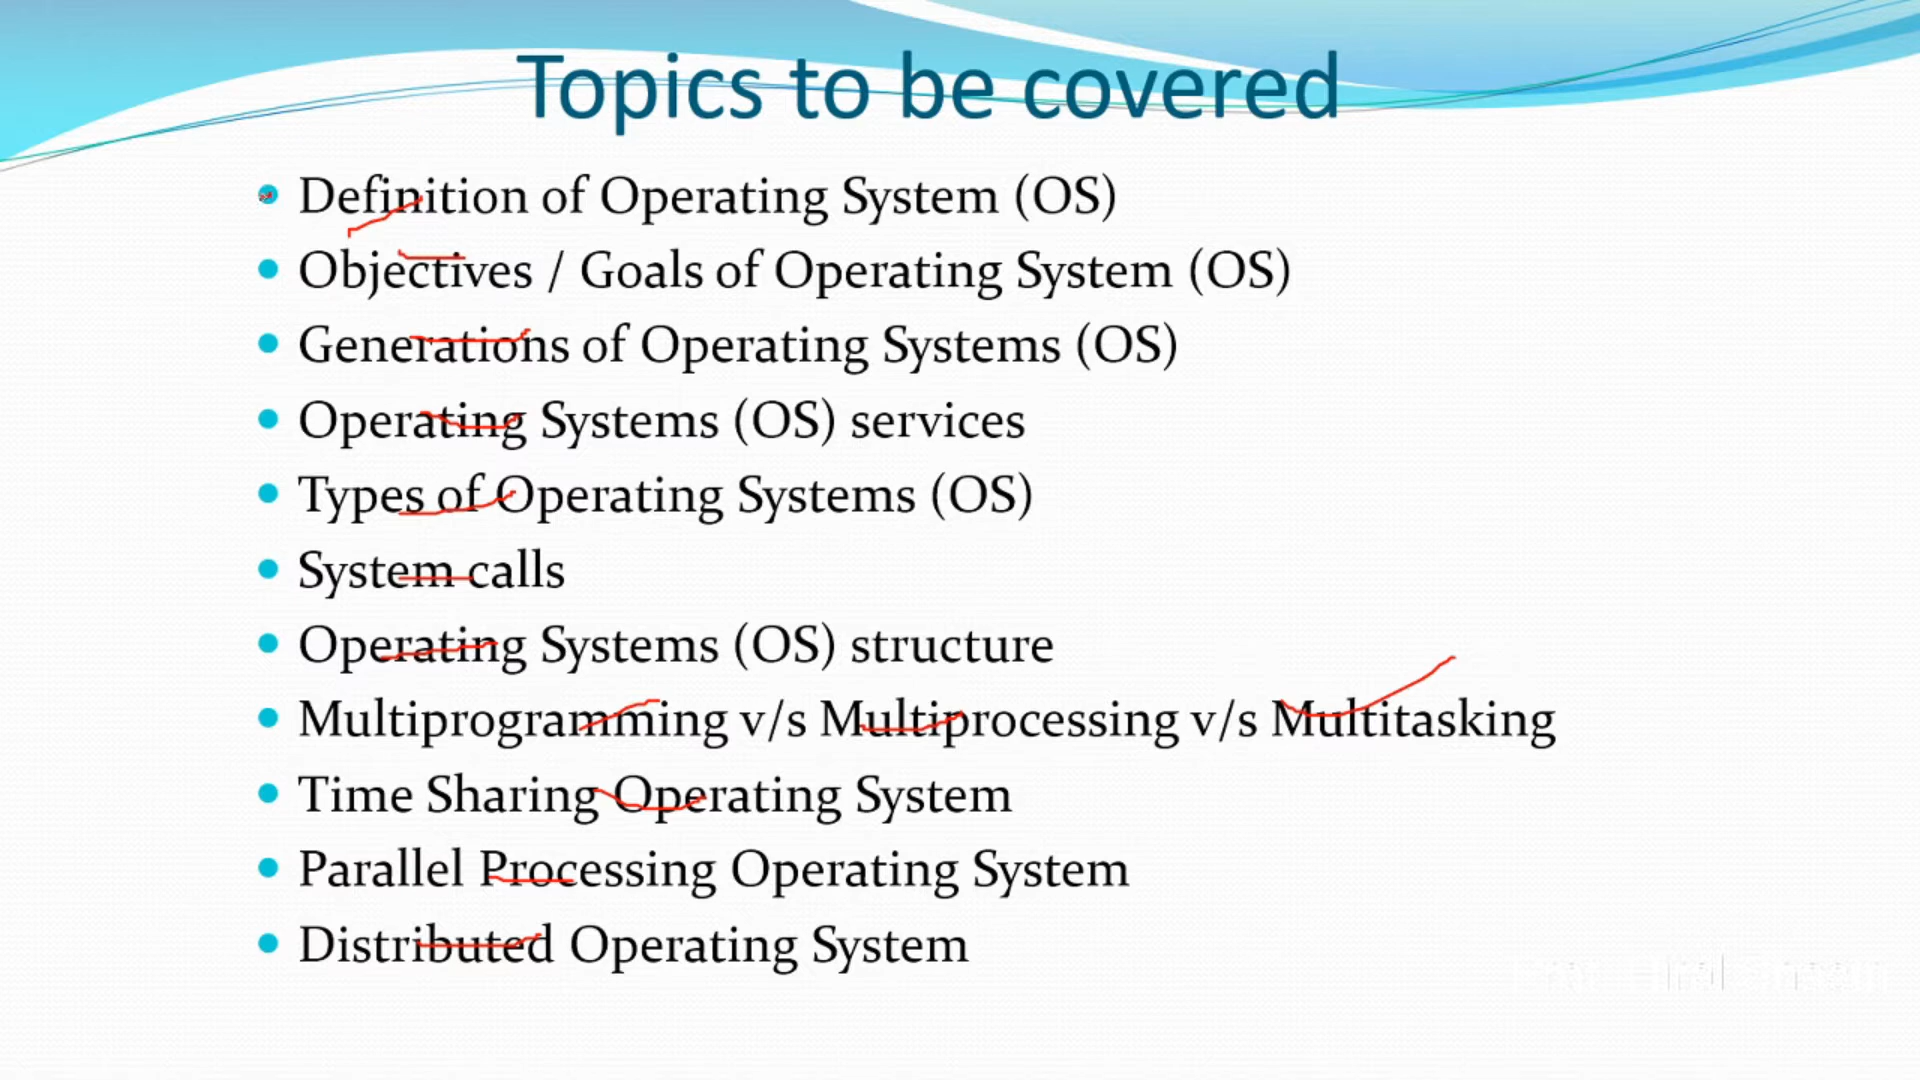 Topics to be covered
Definition of Operating System (OS)
Objectives / Goals of Operating System (OS)
Generations of Operating Systems (OS)
Operating Systems (OS) services
Types of Operating Systems (OS)
System calls
Operating Systems (OS) structure
Multiprogramming v/s Multiprocessing v/s Multitasking
Time Sharing Operating System
Parallel Processing Operating System
Distributed Operating System